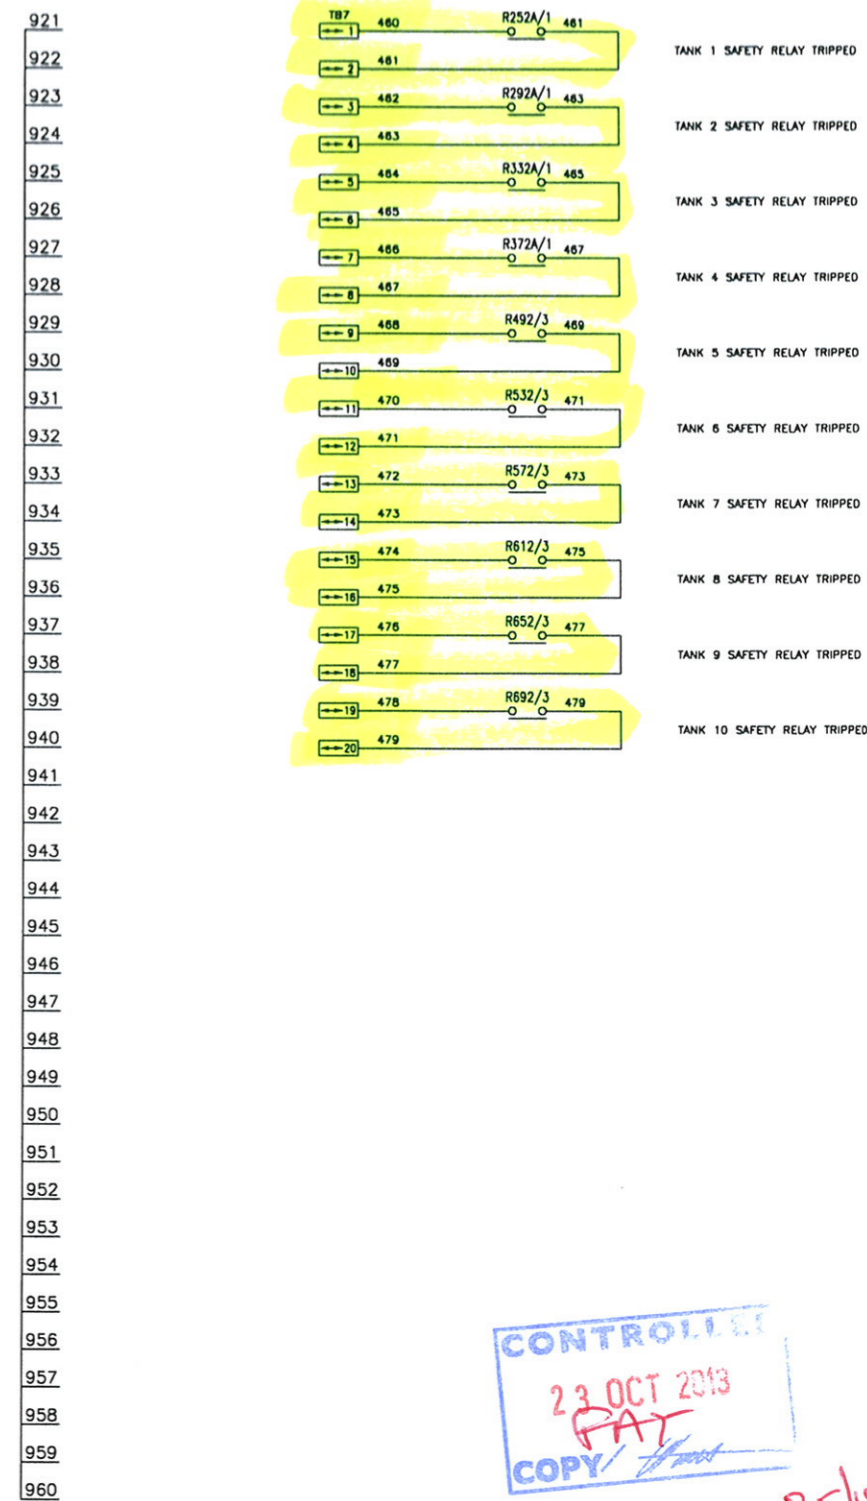 921
TB7 1 460 R252A/1 461
TANK 1 SAFETY RELAY TRIPPED
922
2 461
923
3 462 R292A/1 463
TANK 2 SAFETY RELAY TRIPPED
924
4 463
925
5 464 R332A/1 465
TANK 3 SAFETY RELAY TRIPPED
926
6 465
927
7 466 R372A/1 467
TANK 4 SAFETY RELAY TRIPPED
928
8 467
929
9 468 R492/3 469
TANK 5 SAFETY RELAY TRIPPED
930
10 469
931
11 470 R532/3 471
TANK 6 SAFETY RELAY TRIPPED
932
12 471
933
13 472 R572/3 473
TANK 7 SAFETY RELAY TRIPPED
934
14 473
935
15 474 R612/3 475
TANK 8 SAFETY RELAY TRIPPED
936
16 475
937
17 476 R652/3 477
TANK 9 SAFETY RELAY TRIPPED
938
18 477
939
19 478 R692/3 479
TANK 10 SAFETY RELAY TRIPPED
940
20 479
941
942
943
944
945
946
947
948
949
950
951
952
953
954
955
956
957
958
959
960
CONTROLLED
23 OCT 2013
PAT
COPY